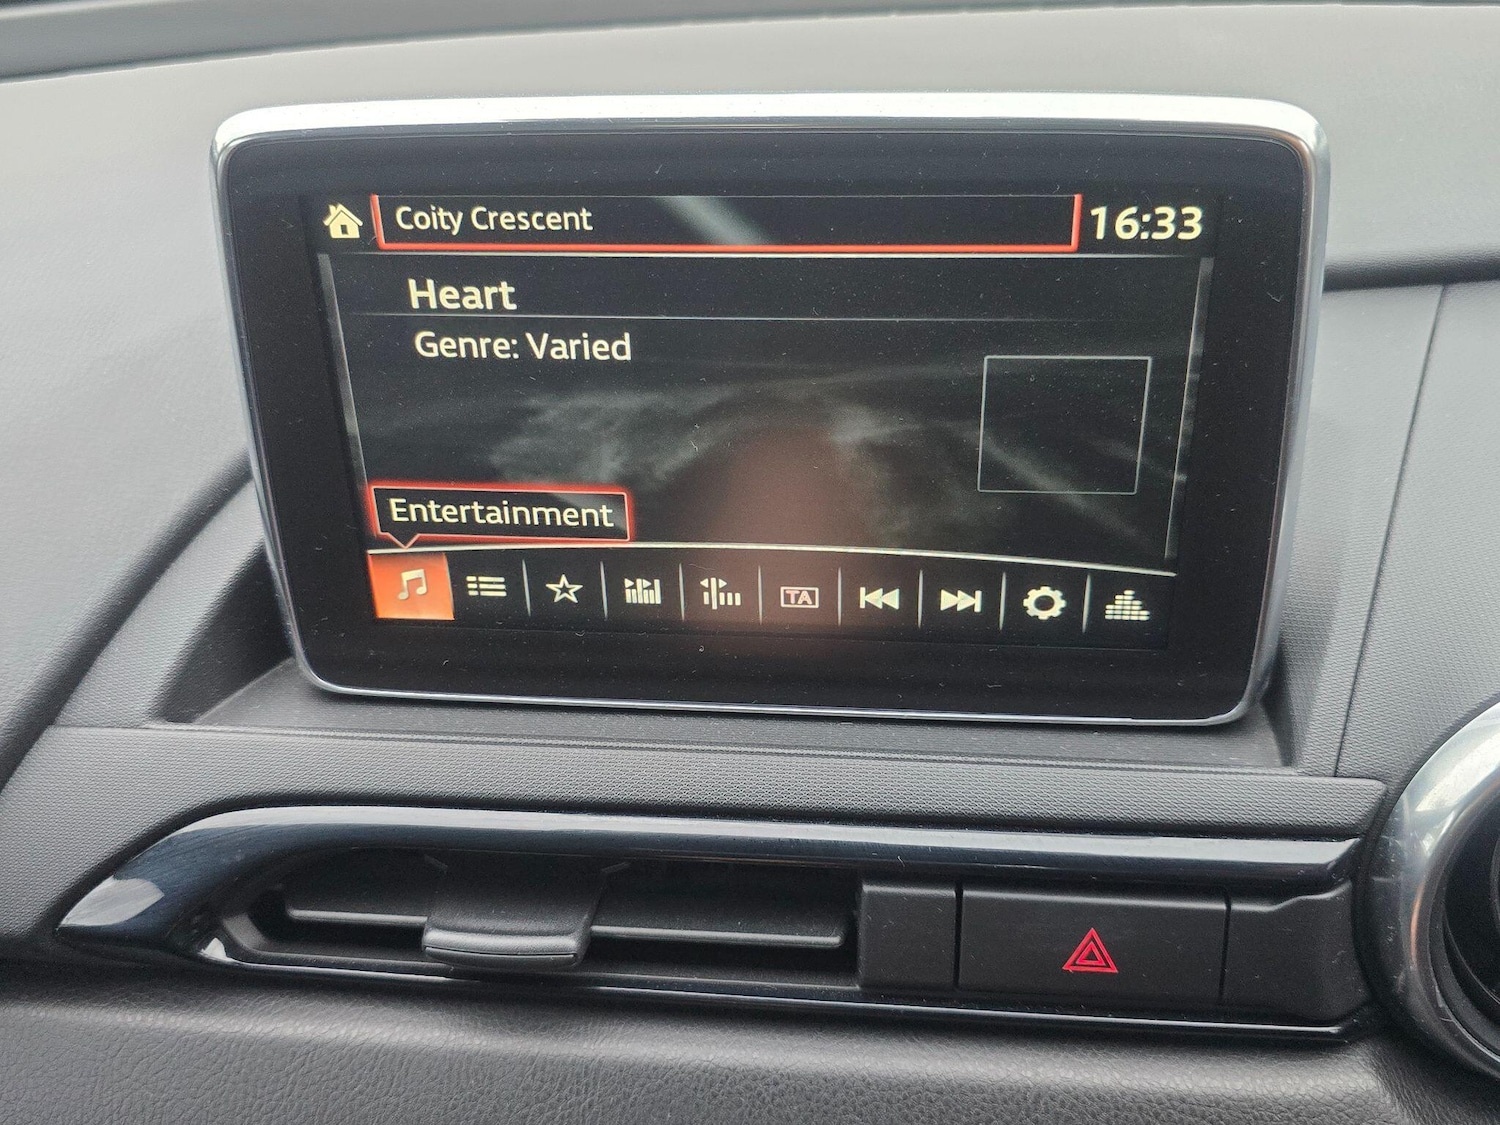 Coity Crescent
16:33
Heart
Genre: Varied
Entertainment
TA